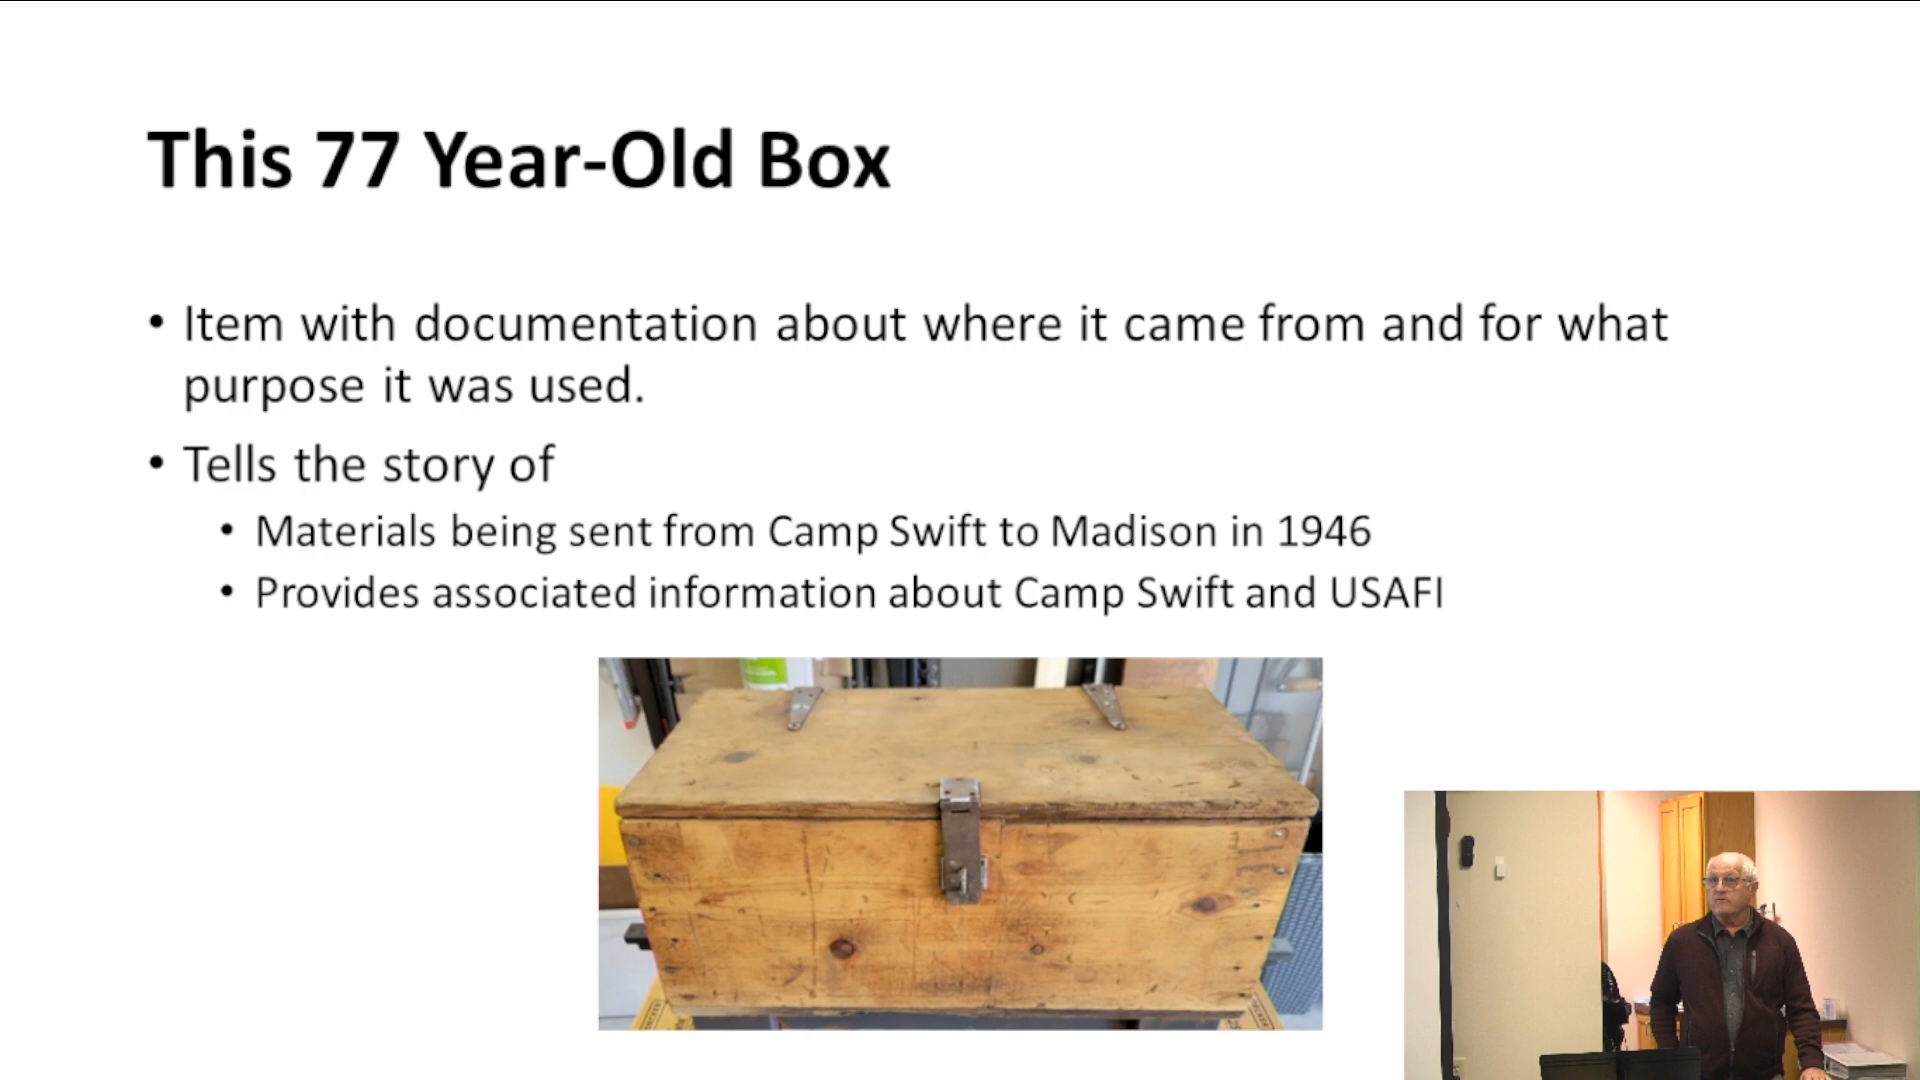 This 77 Year-Old Box
• Item with documentation about where it came from and for what
purpose it was used.
• Tells the story of
• Materials being sent from Camp Swift to Madison in 1946
• Provides associated information about Camp Swift and USAFI